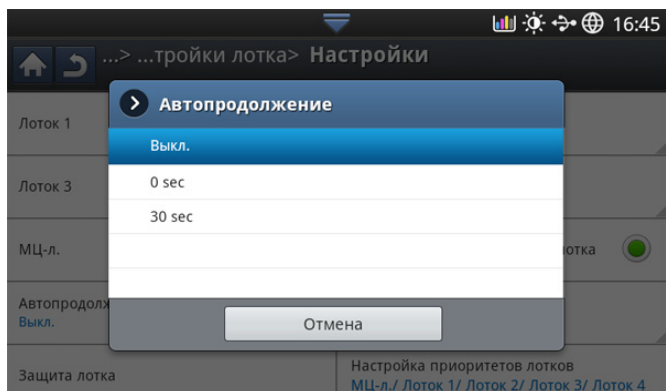 16:45
...> ...тройки лотка> Настройки
Автопродолжение
Лоток 1
Выкл.
Лоток 3
0 sec
30 sec
МЦ-л.
лотка
Автопродолж
Выкл.
Отмена
Защита лотка
Настройка приоритетов лотков
МЦ-л./ Лоток 1/ Лоток 2/ Лоток 3/ Лоток 4